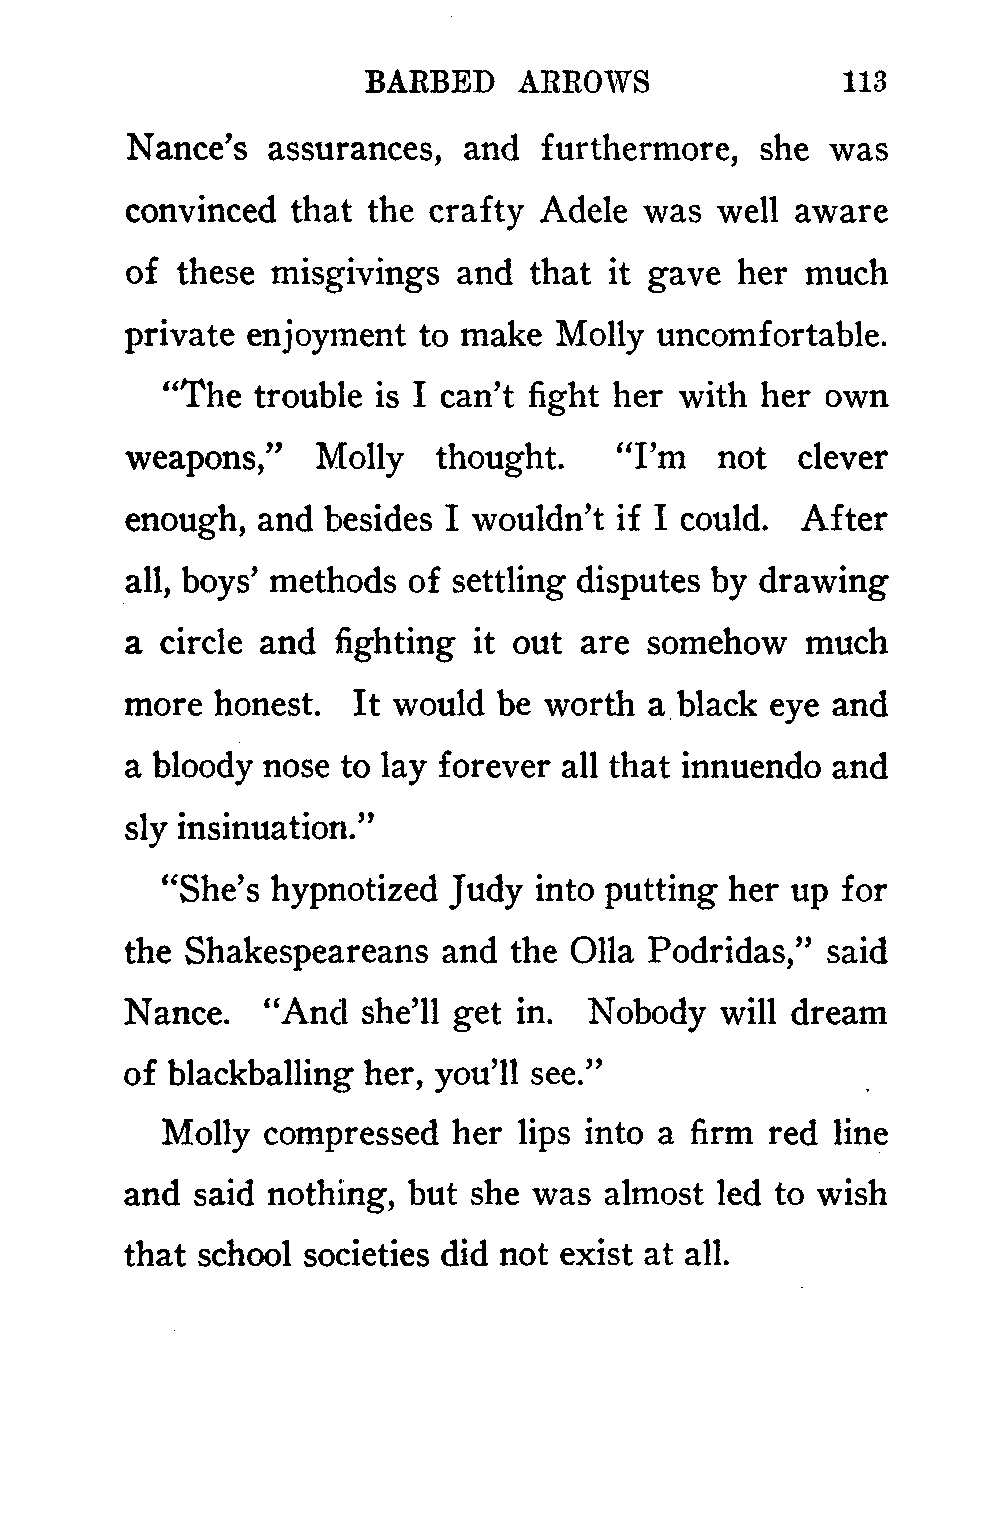 BARBED ARROWS 113
Nance’s assurances, and furthermore, she was
convinced that the crafty Adele was well aware
of these misgivings and that it gave her much
private enjoyment to make Molly uncomfortable.
“The trouble is I can’t fight her with her own
weapons,” Molly thought. “I’m not clever
enough, and besides I wouldn’t if I could. After
all, boys’ methods of settling disputes by drawing
a circle and fighting it out are somehow much
more honest. It would be worth a black eye and
a bloody nose to lay forever all that innuendo and
sly insinuation.”
“She’s hypnotized Judy into putting her up for
the Shakespeareans and the Olla Podridas,” said
Nance. “And she’ll get in. Nobody will dream
of blackballing her, you’ll see.”
Molly compressed her lips into a firm red line
and said nothing, but she was almost led to wish
that school societies did not exist at all.